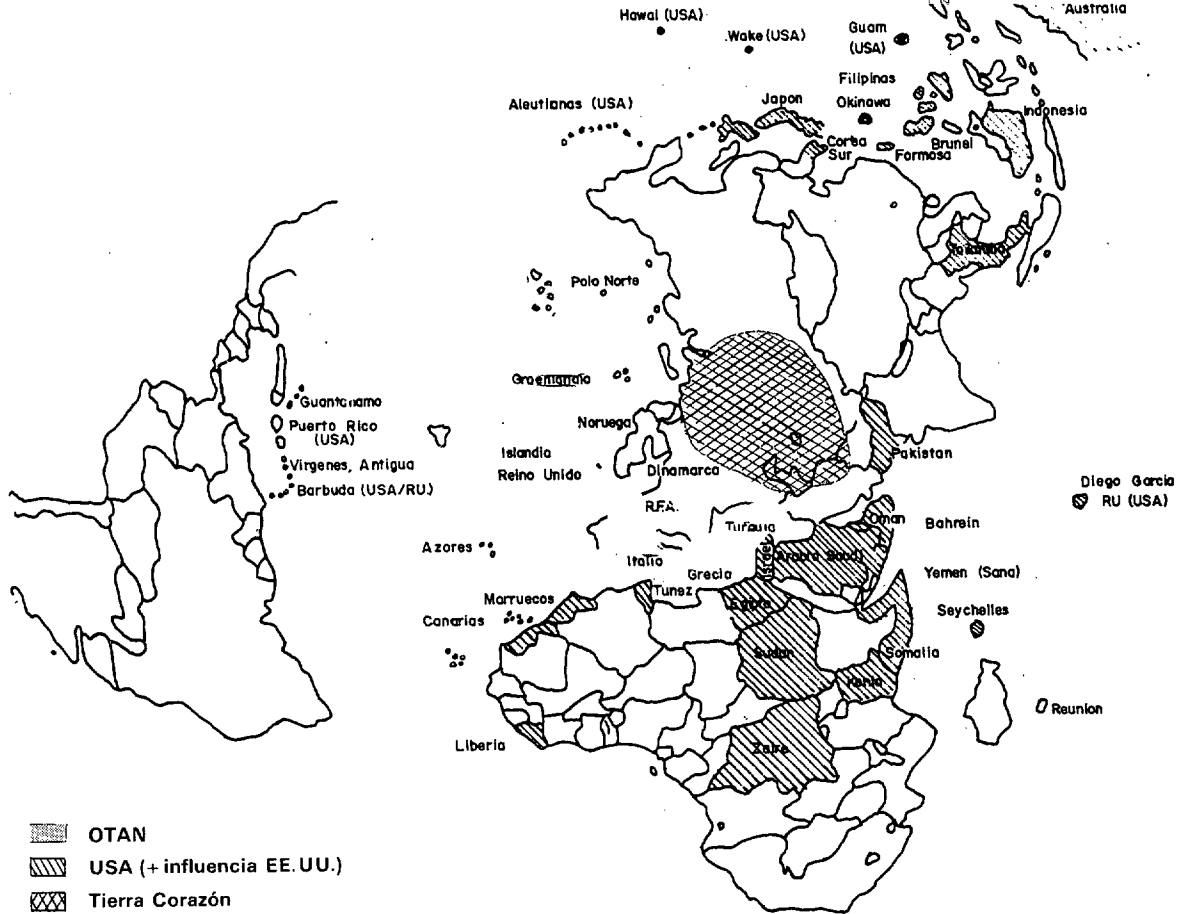 Hawai (USA)
Wake (USA)
Guam
(USA)
Australia
Filipinas
Aleutianas (USA)
Japon
Okinawa
Indonesia
Corea
Sur
Formosa
Brunei
Polo Norte
Groenlandia
Guantanamo
Puerto Rico
(USA)
Noruega
Islandia
Reino Unido
Dinamarca
Pakistan
Virgenes, Antigua
Barbuda (USA/RU)
Diego Garcia
RU (USA)
R.F.A.
Turquia
Oman
Bahrein
Azores
Italia
Israel
Arabia Saudi
Grecia
Yemen (Sana)
Marruecos
Tunez
Egipto
Seychelles
Canarias
Sudan
Somalia
Kenia
Reunion
Liberia
Zaire
OTAN
USA (+ influencia EE.UU.)
Tierra Corazón